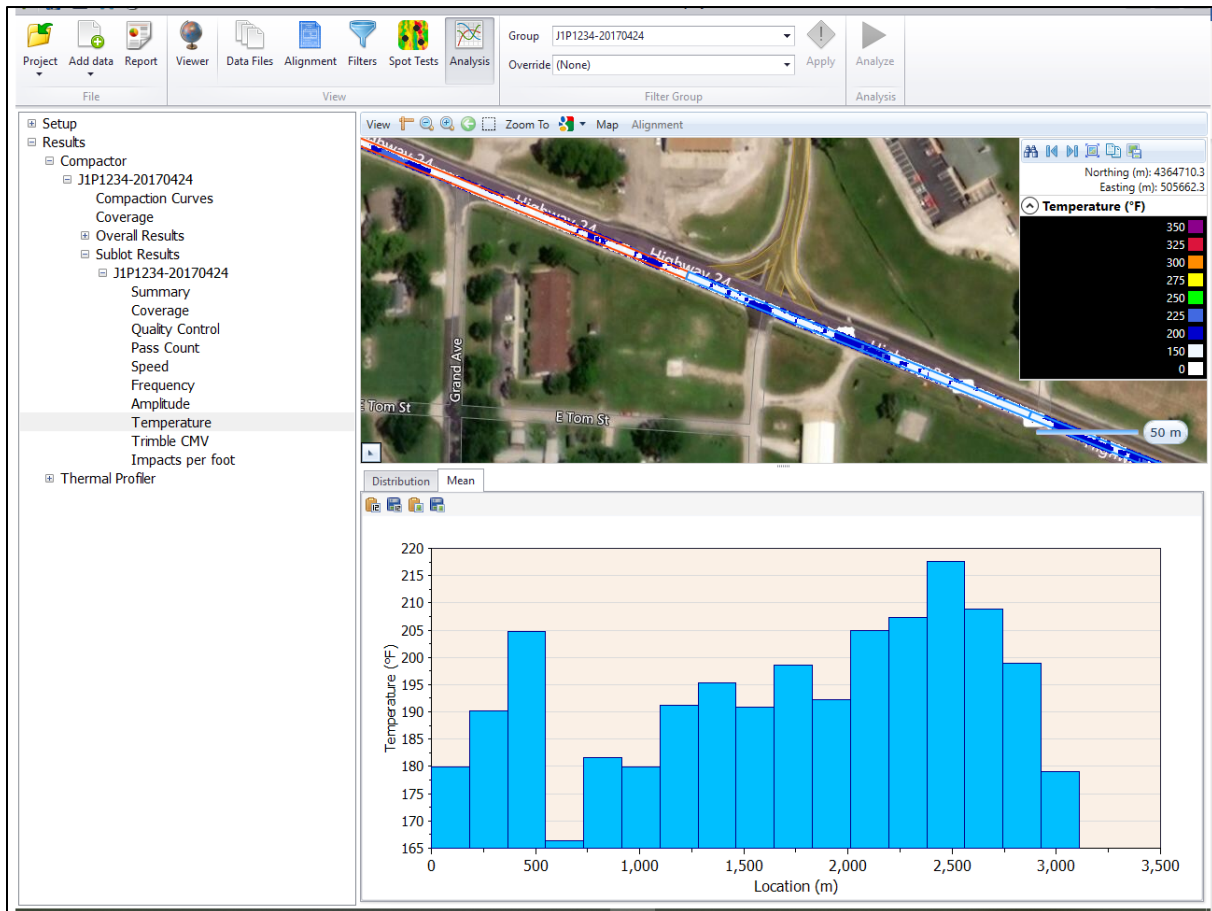 Group J1P1234-20170424
Project Add data Report Viewer Data Files Alignment Filters Spot Tests Analysis Override (None) Apply Analyze
File View Filter Group Analysis
Setup
Results
Compactor
J1P1234-20170424
Compaction Curves
Coverage
Overall Results
Sublot Results
J1P1234-20170424
Summary
Coverage
Quality Control
Pass Count
Speed
Frequency
Amplitude
Temperature
Trimble CMV
Impacts per foot
Thermal Profiler
View Zoom To Map Alignment
Northing (m): 4364710.3
Easting (m): 505662.3
Temperature (°F)
350
325
300
275
250
225
200
150
0
Highway 24
Highway 24
Highway 24
Grand Ave
E Tom St
E Tom St
50 m
Distribution Mean
220
215
210
205
200
195
190
185
180
175
170
165
Temperature (°F)
0 500 1,000 1,500 2,000 2,500 3,000 3,500
Location (m)